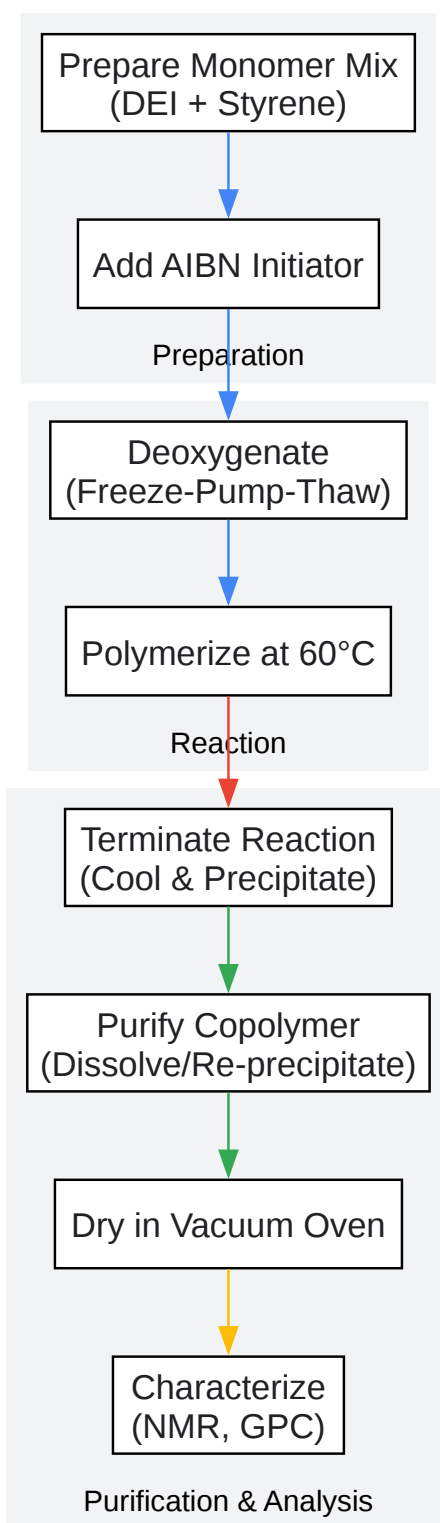 Prepare Monomer Mix
(DEI + Styrene)
Add AIBN Initiator
Preparation
Deoxygenate
(Freeze-Pump-Thaw)
Polymerize at 60°C
Reaction
Terminate Reaction
(Cool & Precipitate)
Purify Copolymer
(Dissolve/Re-precipitate)
Dry in Vacuum Oven
Characterize
(NMR, GPC)
Purification & Analysis